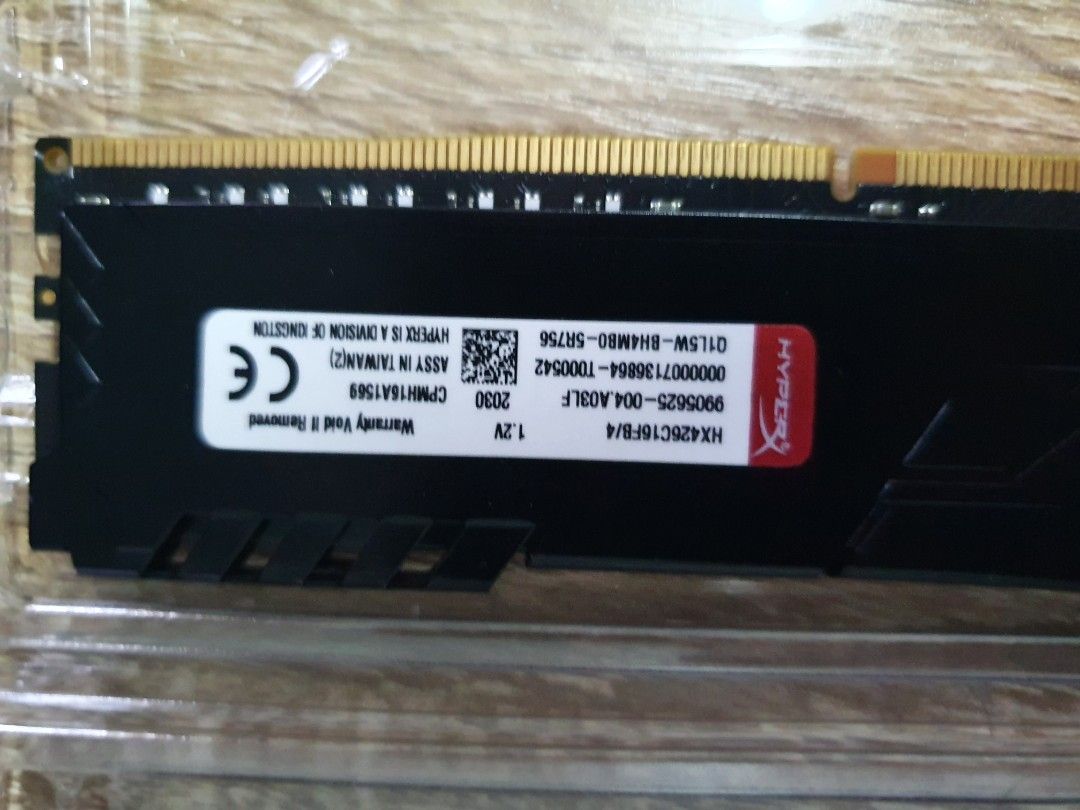 HYPERX
HX426C16FB/4 1.2V Warranty Void If Removed
9905625-004.A03LF 2030 CPMH16A1569
0000007136864-T000542 ASSY IN TAIWAN(2)
Q1L5W-BH4MB0-5R756 HYPERX IS A DIVISION OF KINGSTON
CE